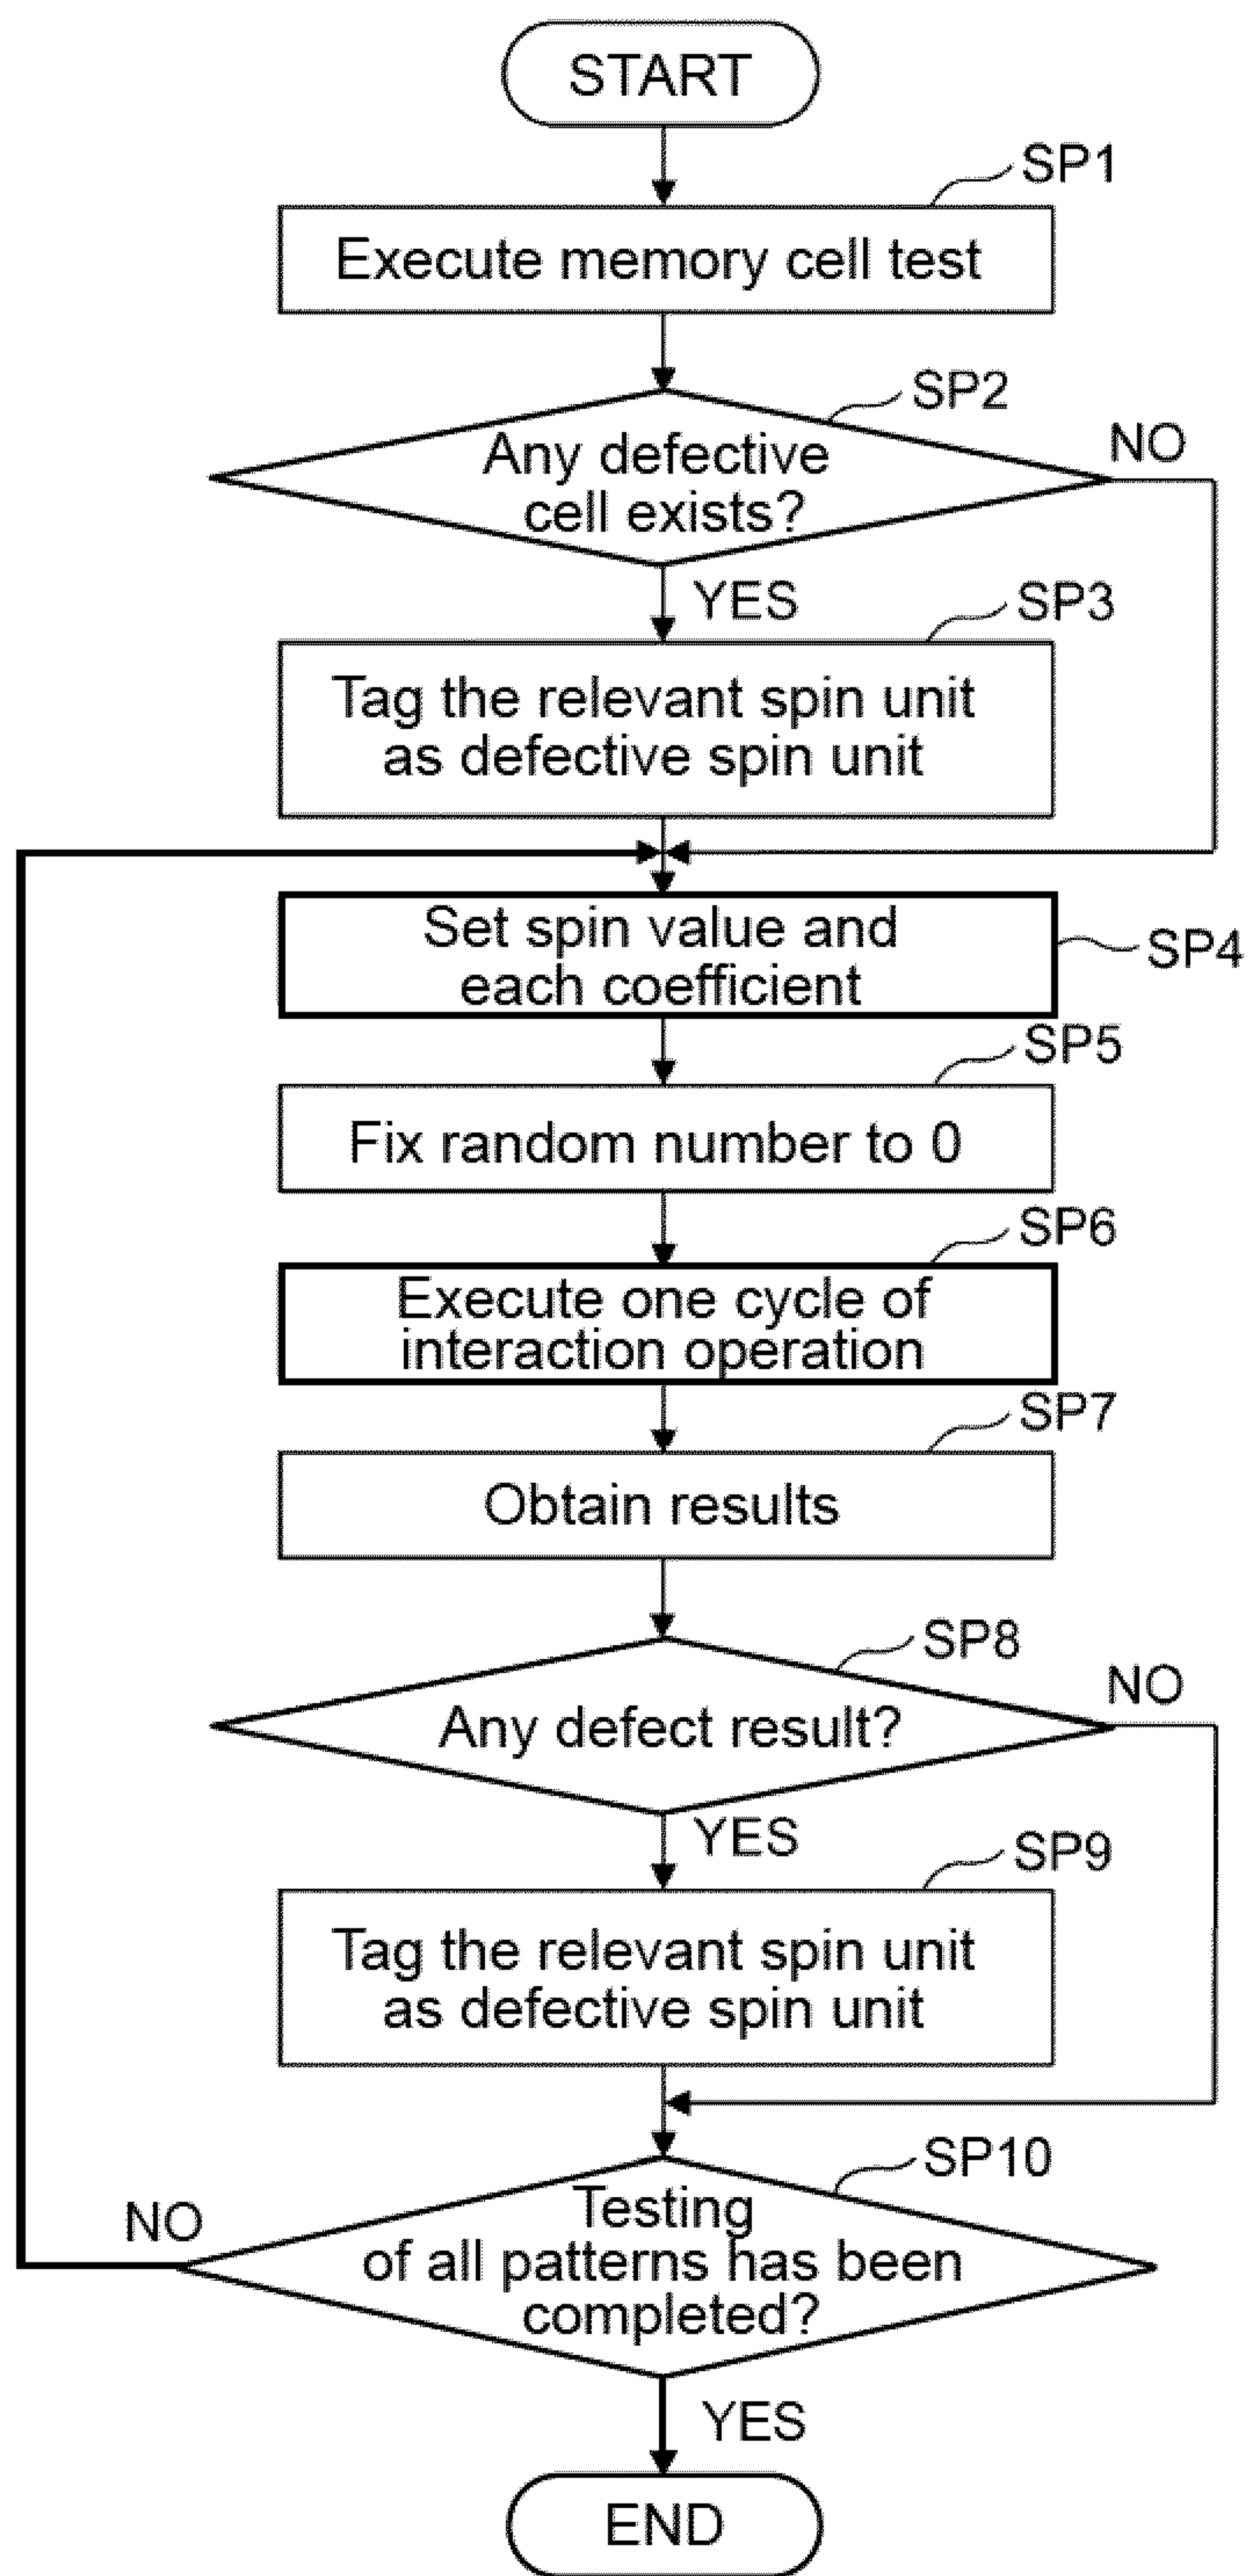 START
SP1
Execute memory cell test
SP2
NO
Any defective
cell exists?
YES
SP3
Tag the relevant spin unit
as defective spin unit
Set spin value and
each coefficient
SP4
SP5
Fix random number to 0
SP6
Execute one cycle of
interaction operation
SP7
Obtain results
SP8
NO
Any defect result?
YES
SP9
Tag the relevant spin unit
as defective spin unit
SP10
NO
Testing
of all patterns has been
completed?
YES
END